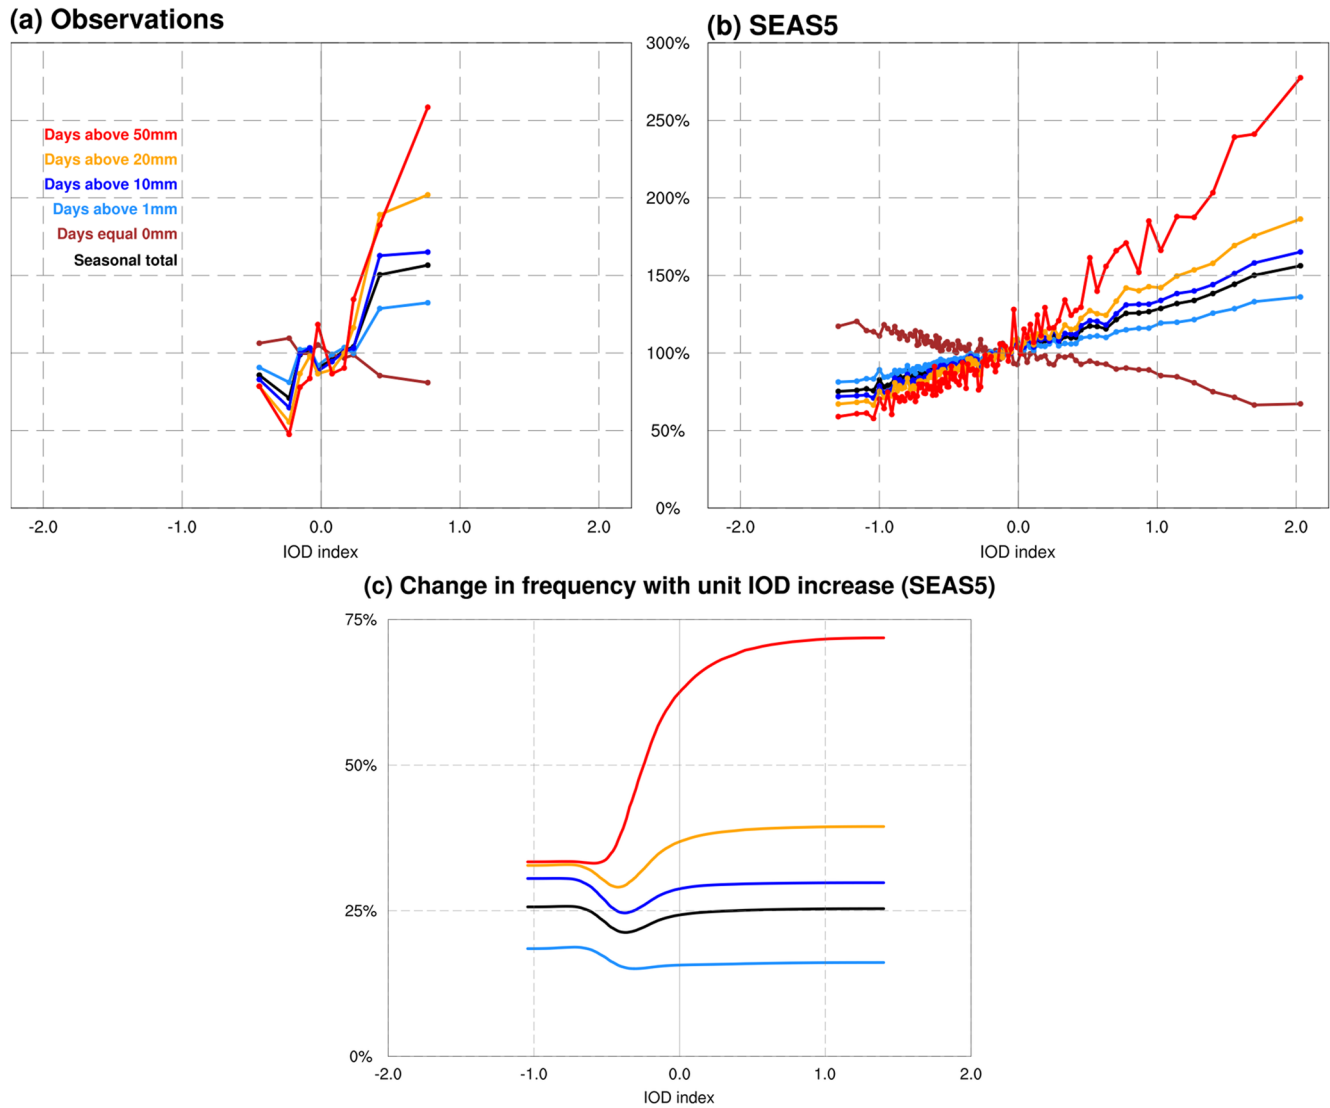 (a) Observations
(b) SEAS5
300%
250%
200%
150%
100%
50%
0%
Days above 50mm
Days above 20mm
Days above 10mm
Days above 1mm
Days equal 0mm
Seasonal total
-2.0 -1.0 0.0 1.0 2.0
IOD index
-2.0 -1.0 0.0 1.0 2.0
IOD index
(c) Change in frequency with unit IOD increase (SEAS5)
75%
50%
25%
0%
-2.0 -1.0 0.0 1.0 2.0
IOD index